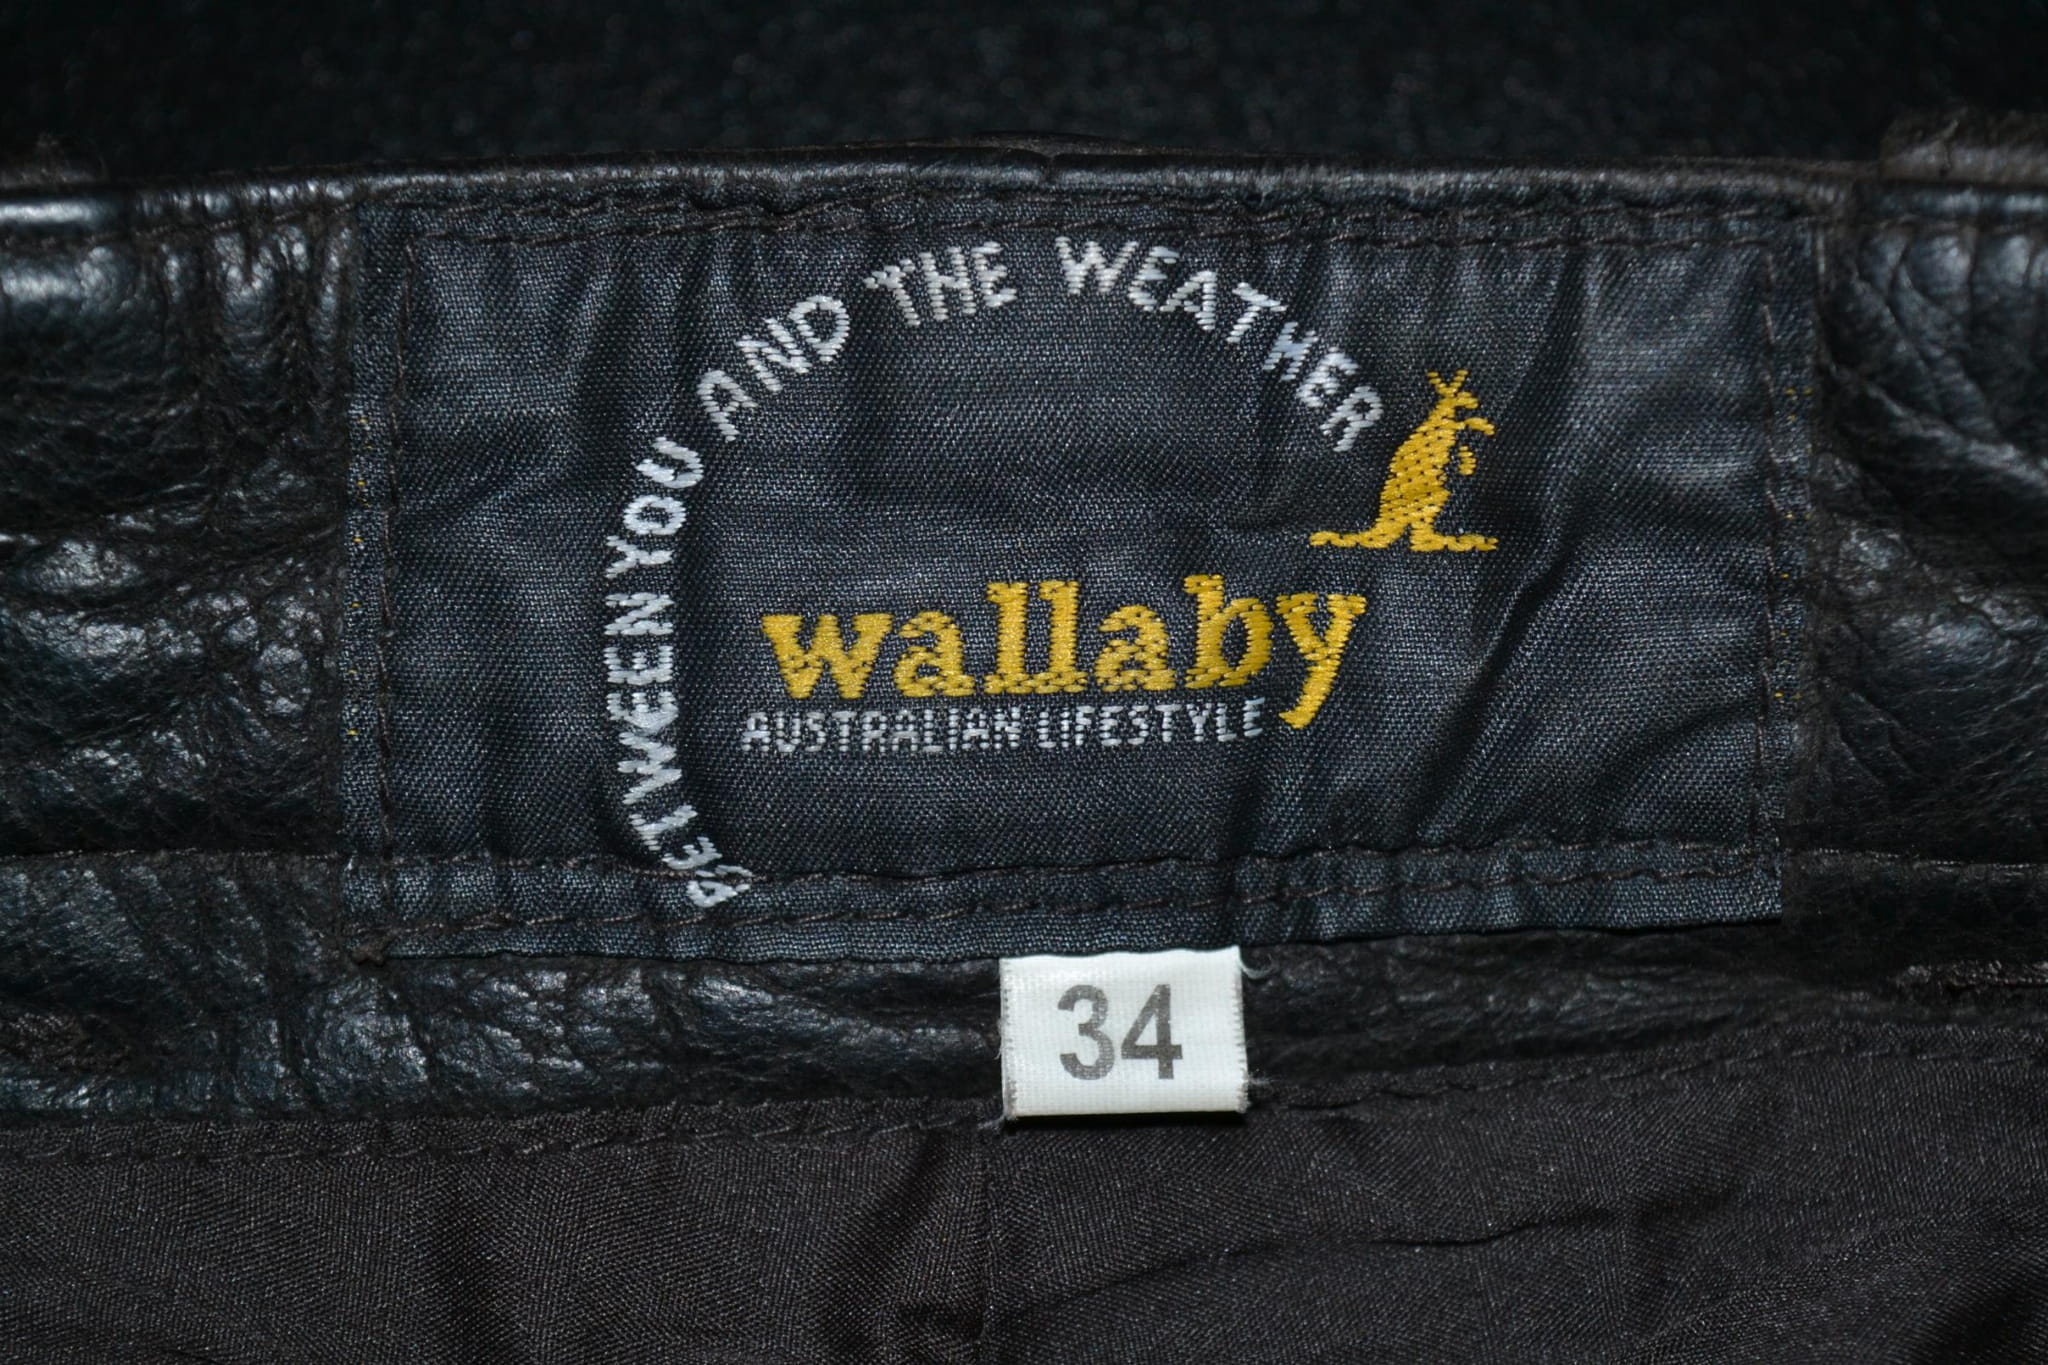 BETWEEN YOU AND THE WEATHER
wallaby
AUSTRALIAN LIFESTYLE
34